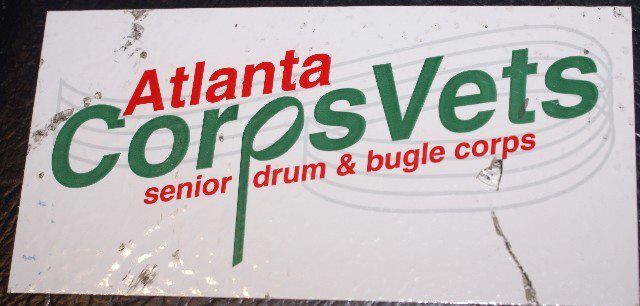 Atlanta
CorpsVets
senior drum & bugle corps